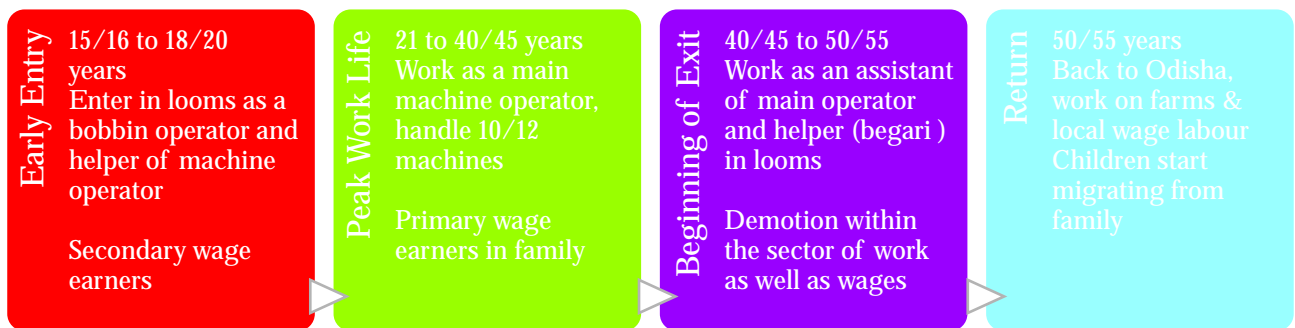 Early Entry
15/16 to 18/20
years
Enter in looms as a
bobbin operator and
helper of machine
operator
Secondary wage
earners
Peak Work Life
21 to 40/45 years
Work as a main
machine operator,
handle 10/12
machines
Primary wage
earners in family
Beginning of Exit
40/45 to 50/55
Work as an assistant
of main operator
and helper (begari )
in looms
Demotion within
the sector of work
as well as wages
Return
50/55 years
Back to Odisha,
work on farms &
local wage labour
Children start
migrating from
family